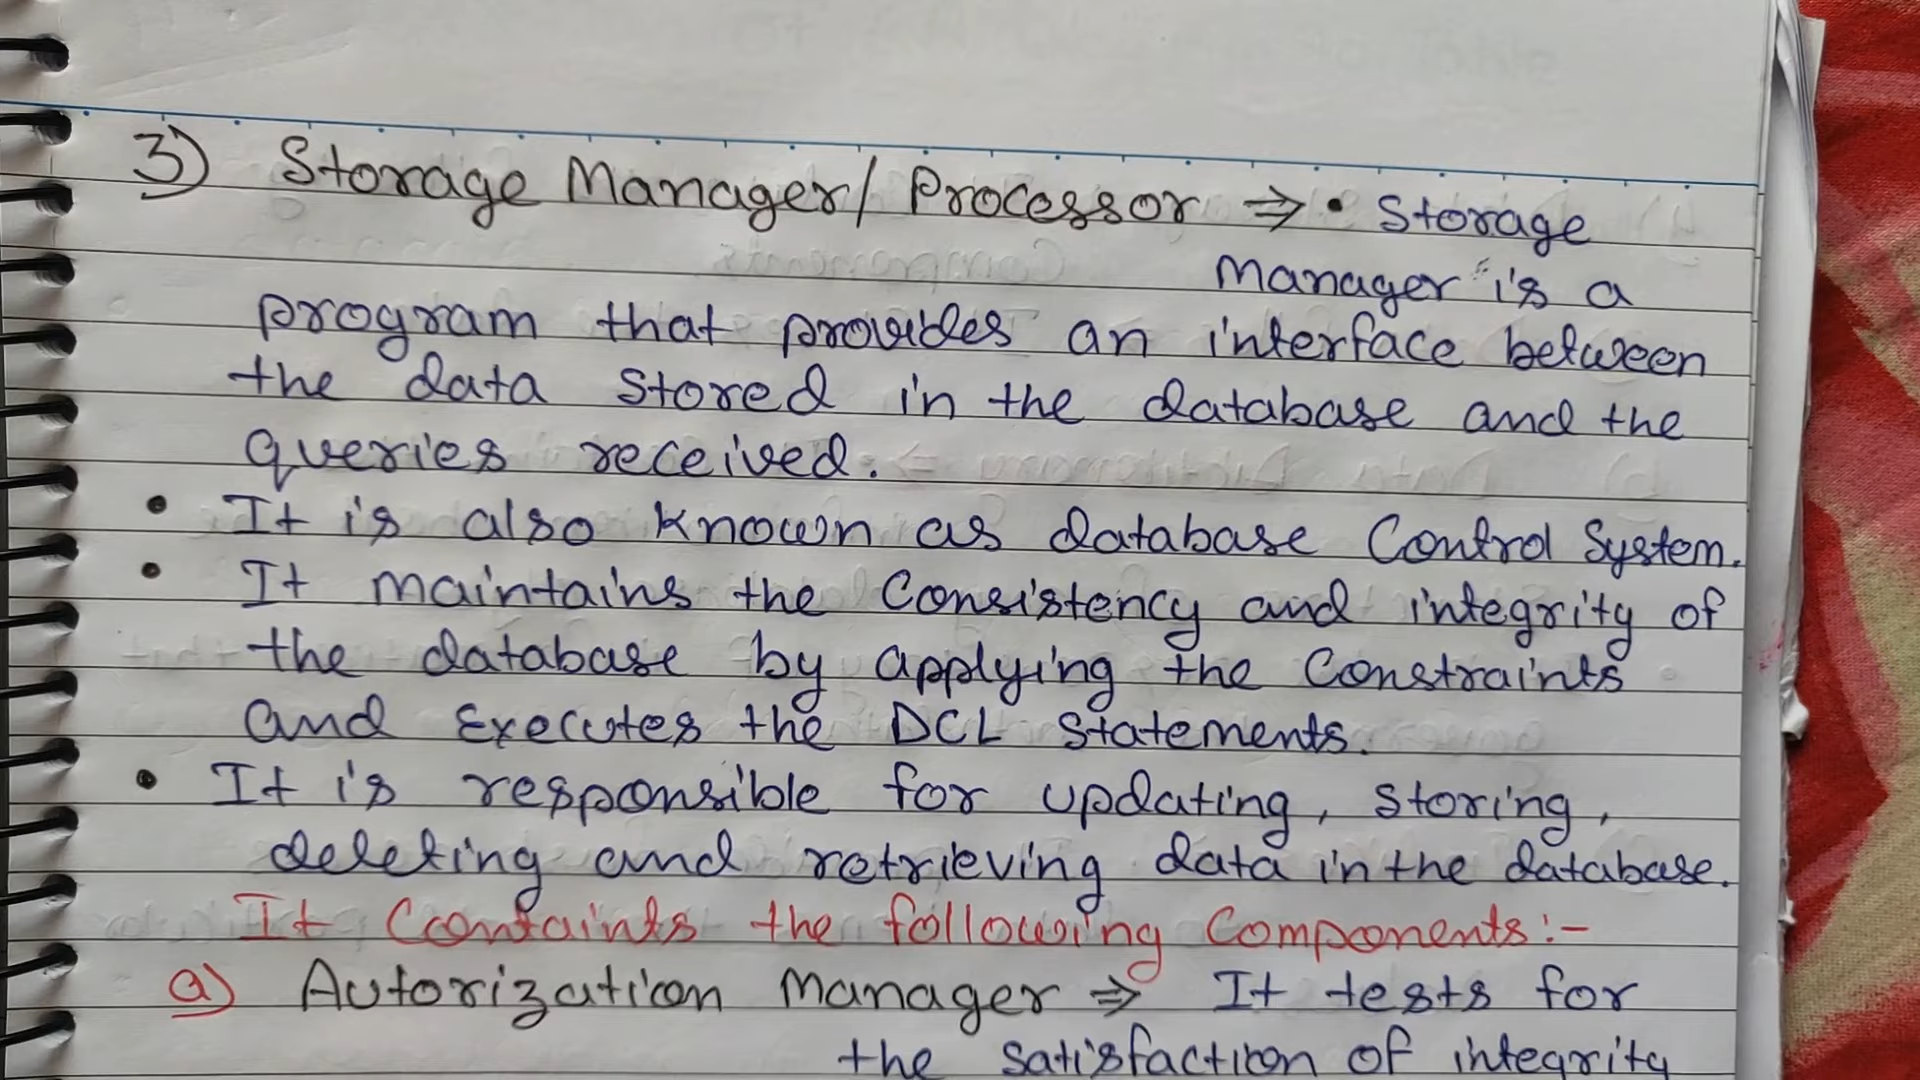 3) Storage Manager/Processor ⇒ • Storage
Manager is a
program that provides an interface between
the data stored in the database and the
queries received.
• It is also known as database Control System.
• It maintains the Consistency and integrity of
the database by applying the Constraints
and Executes the DCL statements.
• It is responsible for updating, storing,
deleting and retrieving data in the database.
It Containts the following Components:-
a) Autorization Manager ⇒ It tests for
the satisfaction of integrity